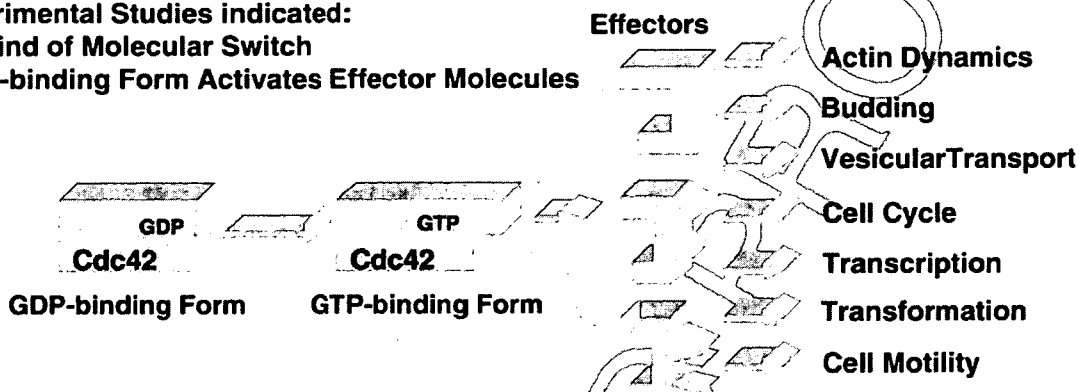 rimental Studies indicated:
ind of Molecular Switch
-binding Form Activates Effector Molecules
Effectors
Actin Dynamics
Budding
VesicularTransport
GDP
GTP
Cell Cycle
Cdc42
Cdc42
Transcription
GDP-binding Form
GTP-binding Form
Transformation
Cell Motility